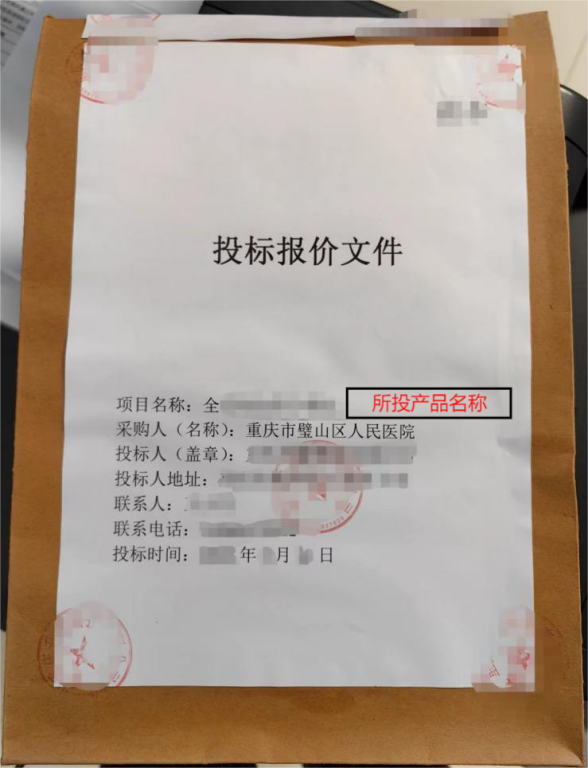 投标报价文件
项目名称：全
所投产品名称
采购人（名称）：重庆市璧山区人民医院
投标人（盖章）：
投标人地址：
联系人：
联系电话：
投标时间： 年 月 日